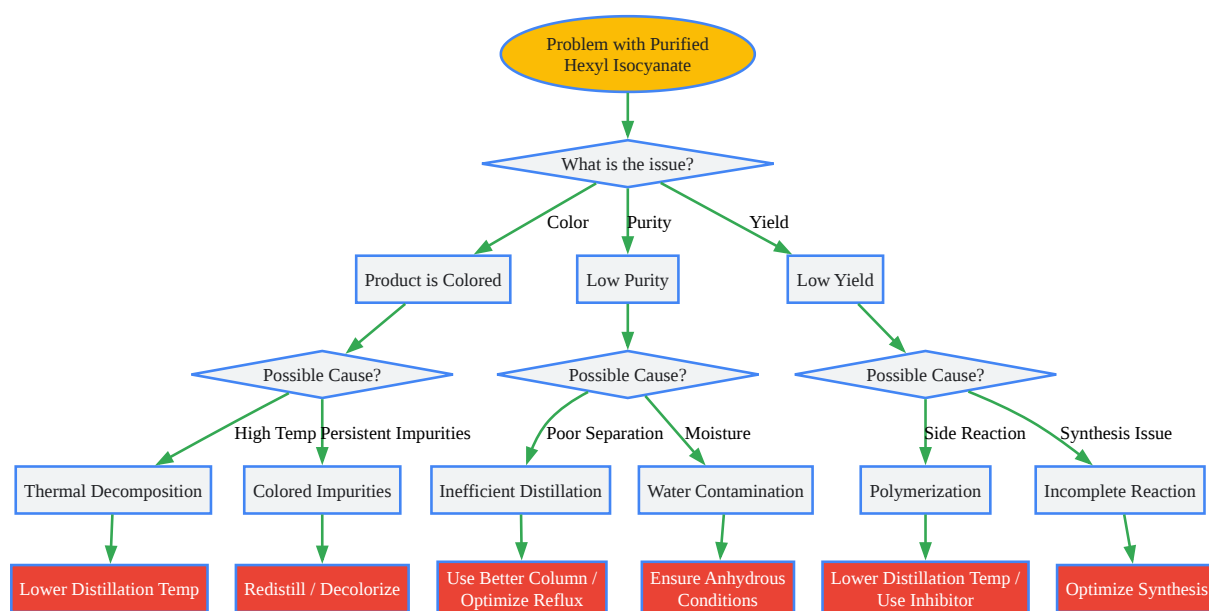 Problem with Purified
Hexyl Isocyanate
What is the issue?
Color
Purity
Yield
Product is Colored
Low Purity
Low Yield
Possible Cause?
Possible Cause?
Possible Cause?
High Temp
Persistent Impurities
Poor Separation
Moisture
Side Reaction
Synthesis Issue
Thermal Decomposition
Colored Impurities
Inefficient Distillation
Water Contamination
Polymerization
Incomplete Reaction
Lower Distillation Temp
Redistill / Decolorize
Use Better Column /
Optimize Reflux
Ensure Anhydrous
Conditions
Lower Distillation Temp /
Use Inhibitor
Optimize Synthesis